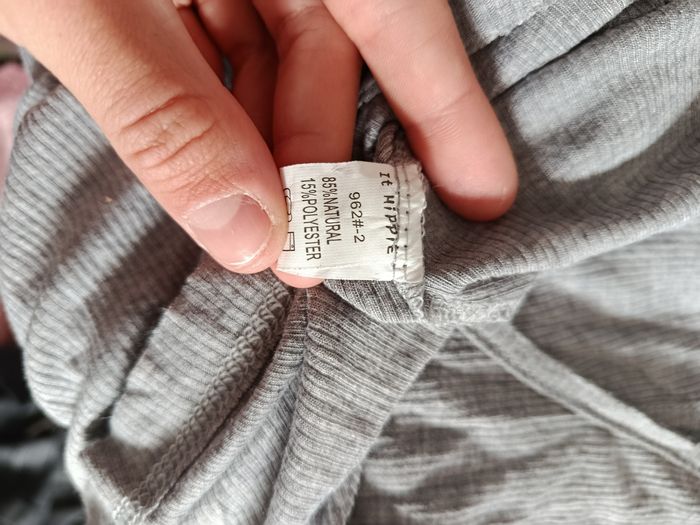 It HiPPIE
962#-2
85%NATURAL
15%POLYESTER